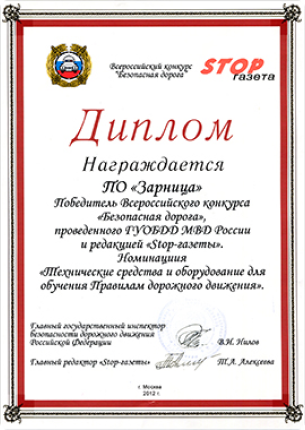 Всероссийский конкурс
"Безопасная дорога"
STOP
газета
Диплом
Награждается
ПО «Зарница»
Победитель Всероссийского конкурса
«Безопасная дорога»,
проведенного ГУОБДД МВД России
и редакцией «Stop-газеты».
Номинациия
«Технические средства и оборудование для
обучения Правилам дорожного движения».
Главный государственный инспектор
безопасности дорожного движения
Российской Федерации
В.Н. Нилов
Главный редактор «Stop-газеты»
Т.А. Алексеева
г. Москва
2012 г.